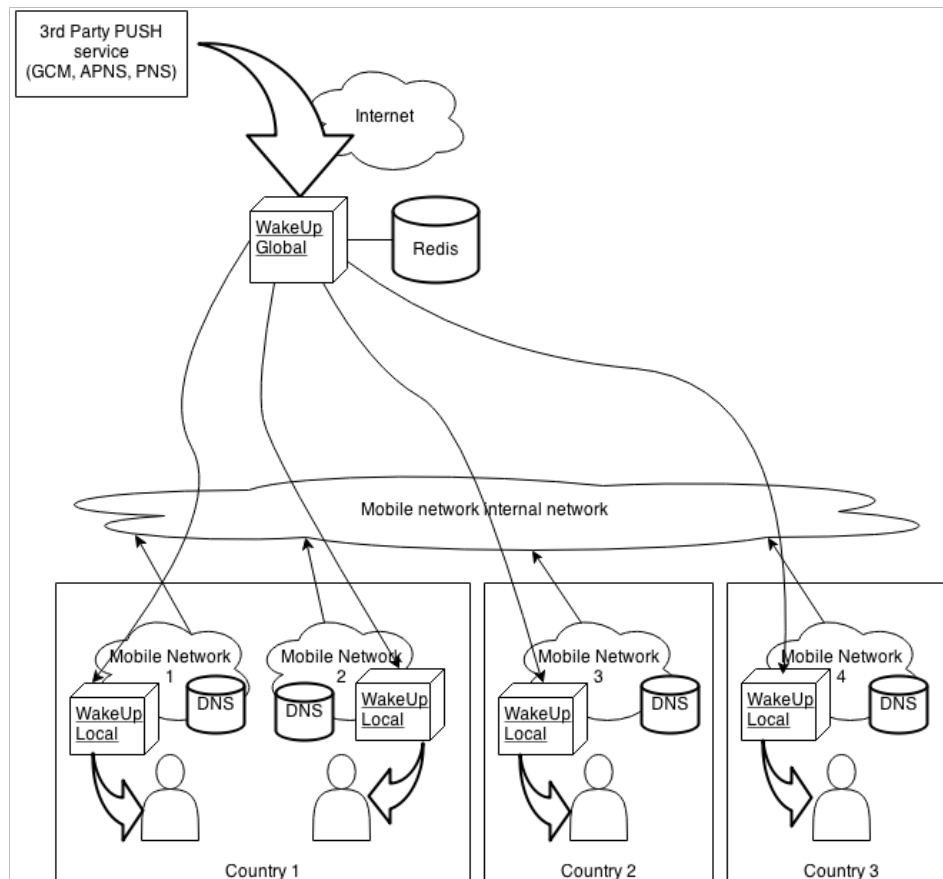 3rd Party PUSH
service
(GCM, APNS, PNS)
Internet
WakeUp
Global
Redis
Mobile network internal network
Mobile Network
1
DNS
WakeUp
Local
Mobile Network
2
DNS
WakeUp
Local
Mobile Network
3
DNS
WakeUp
Local
Mobile Network
4
DNS
WakeUp
Local
Country 1
Country 2
Country 3